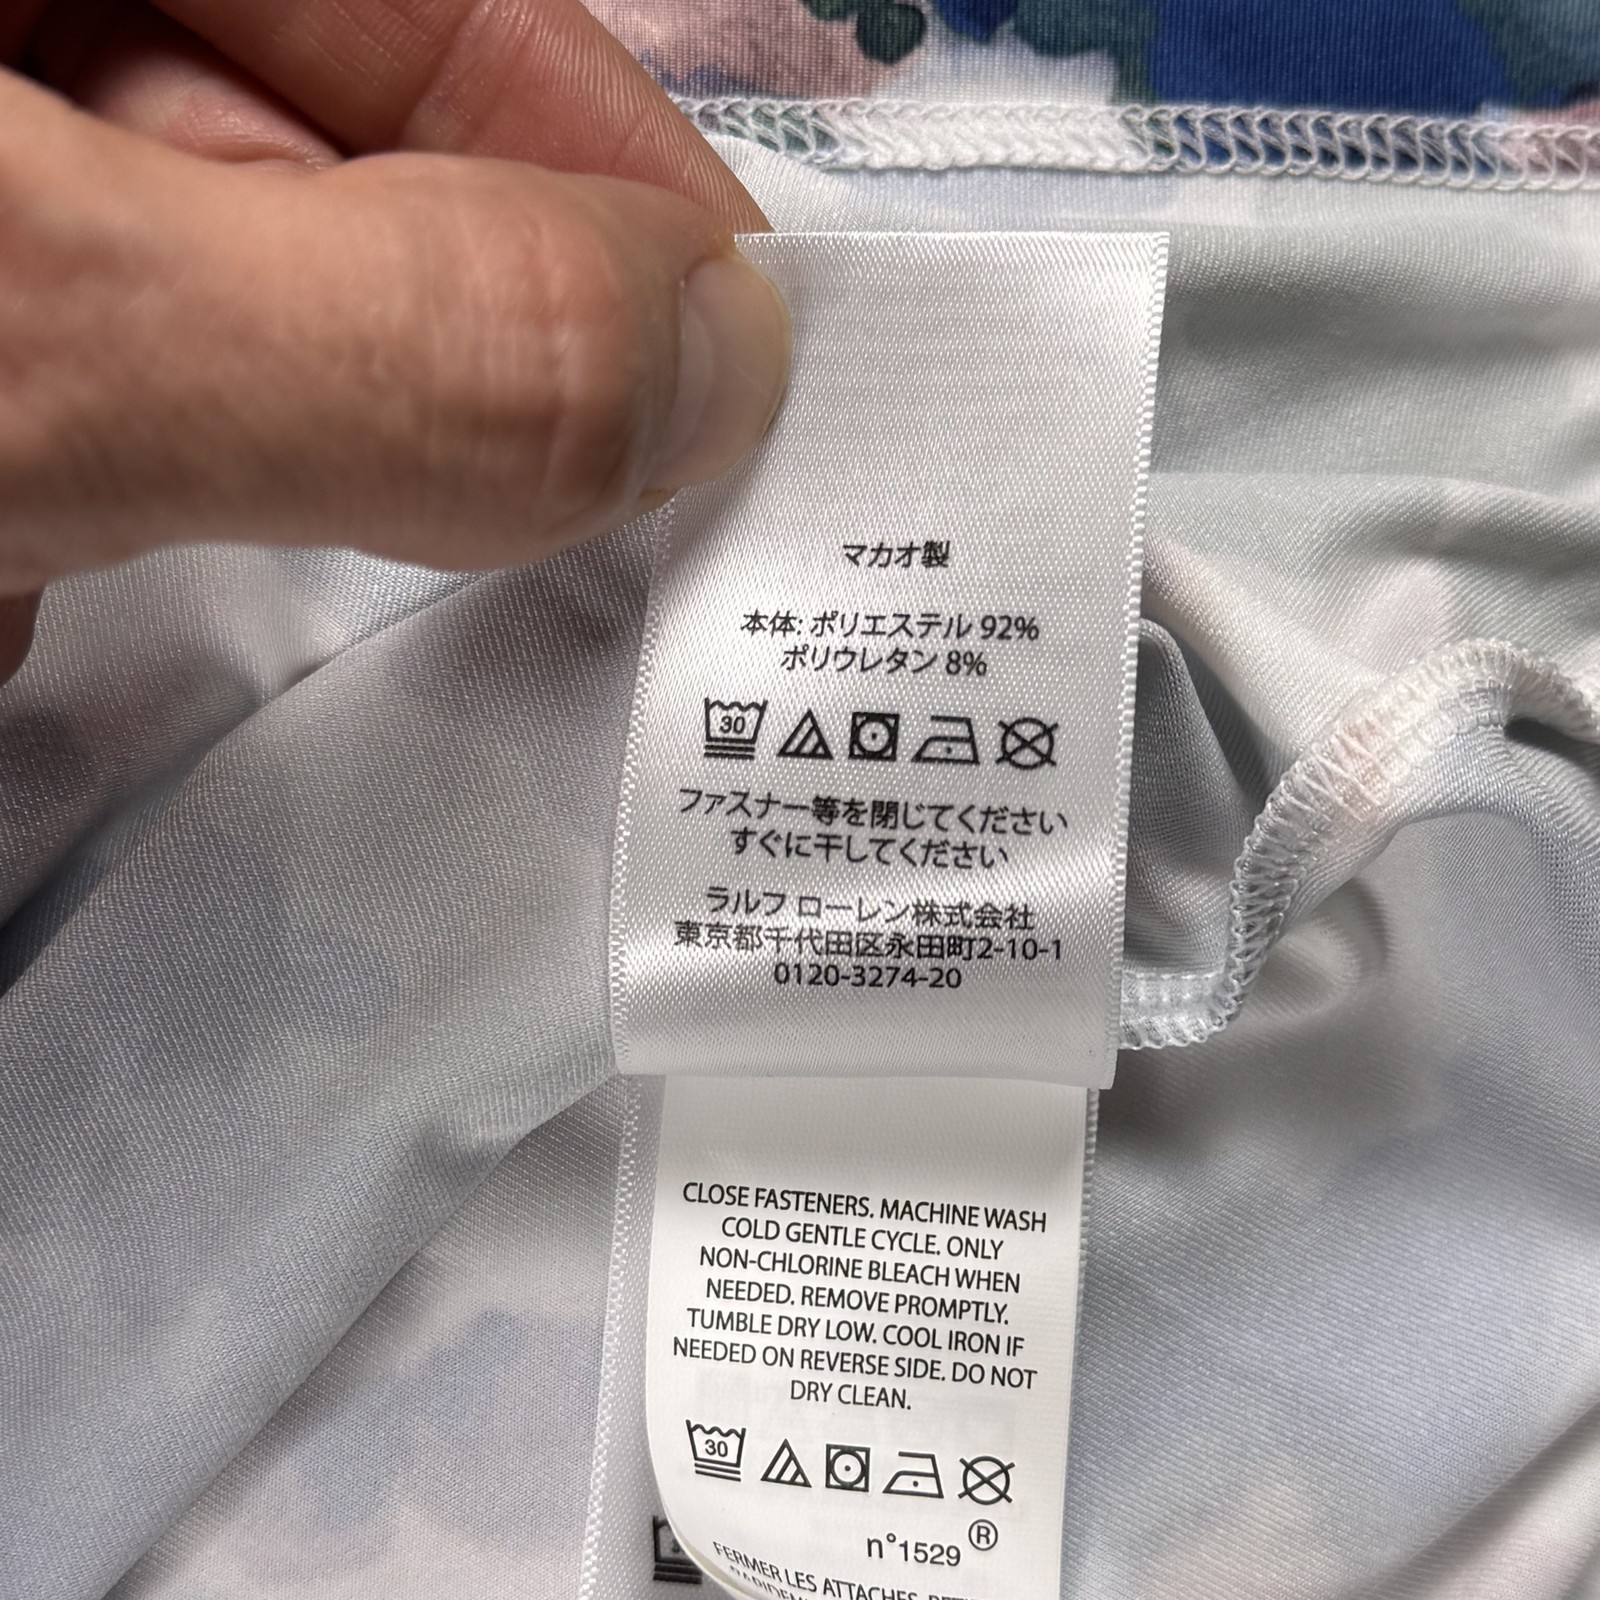 マカオ製
本体: ポリエステル 92%
ポリウレタン 8%
30
ファスナー等を閉じてください
すぐに干してください
ラルフ ローレン株式会社
東京都千代田区永田町2-10-1
0120-3274-20
CLOSE FASTENERS. MACHINE WASH
COLD GENTLE CYCLE. ONLY
NON-CHLORINE BLEACH WHEN
NEEDED. REMOVE PROMPTLY.
TUMBLE DRY LOW. COOL IRON IF
NEEDED ON REVERSE SIDE. DO NOT
DRY CLEAN.
30
n°1529 ®
FERMER LES ATTACHES.